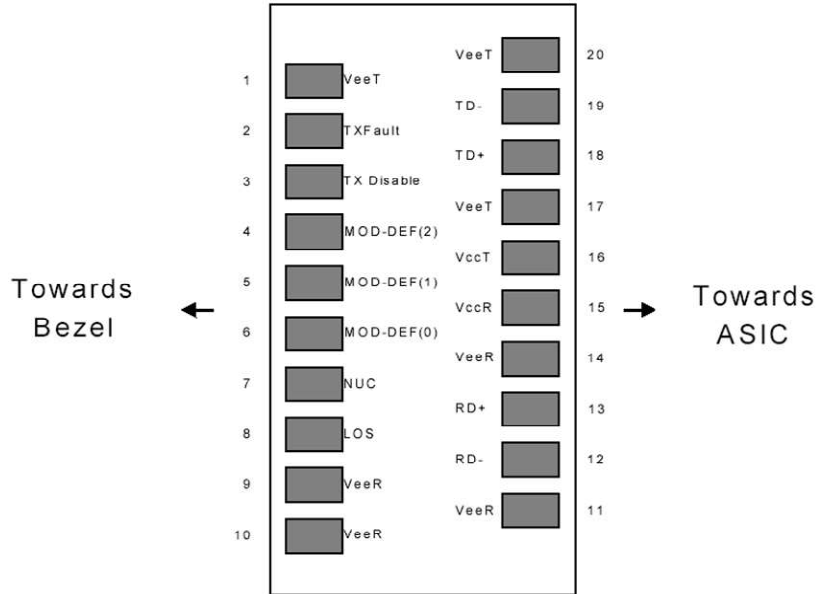 1 VeeT
2 TXFault
3 TX Disable
4 MOD-DEF(2)
5 MOD-DEF(1)
6 MOD-DEF(0)
7 NUC
8 LOS
9 VeeR
10 VeeR
VeeT 20
TD- 19
TD+ 18
VeeT 17
VccT 16
VccR 15
VeeR 14
RD+ 13
RD- 12
VeeR 11
Towards
Bezel
Towards
ASIC